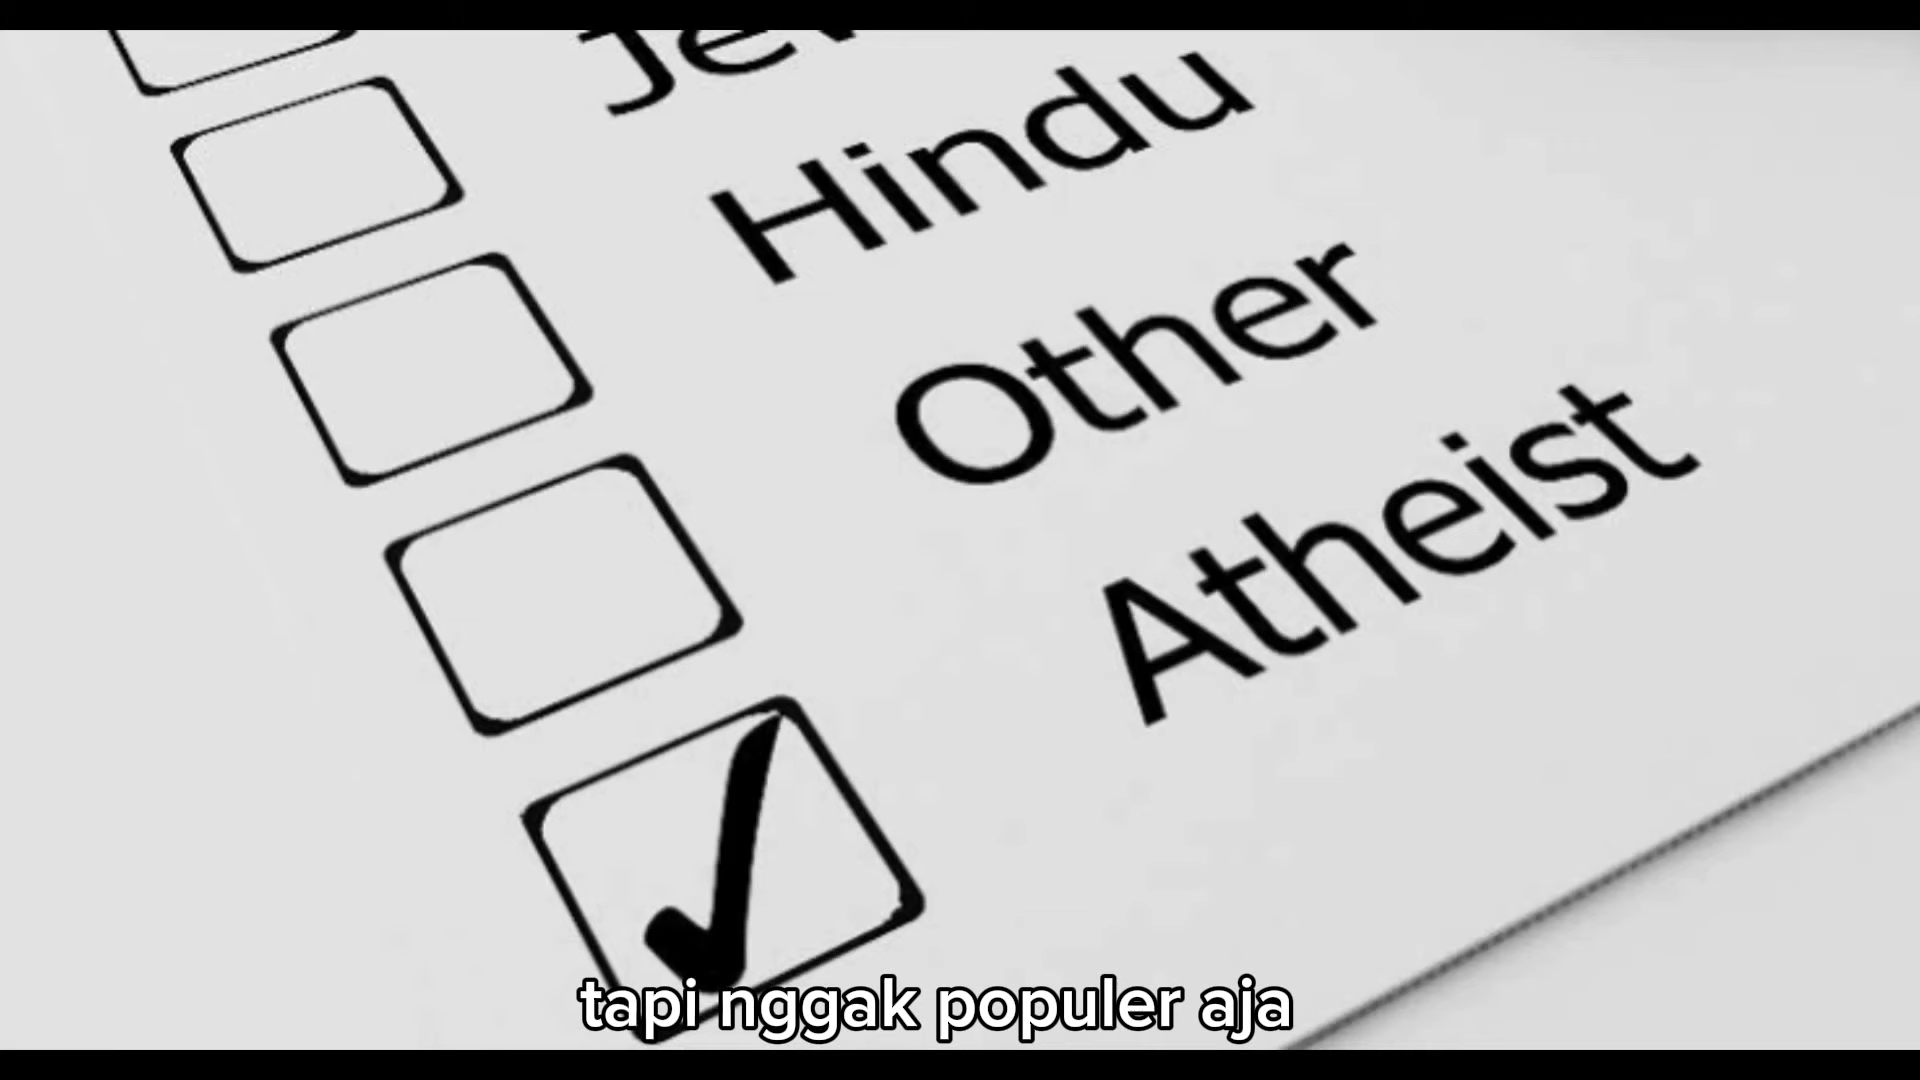 Hindu
Other
Atheist
tapi nggak populer aja